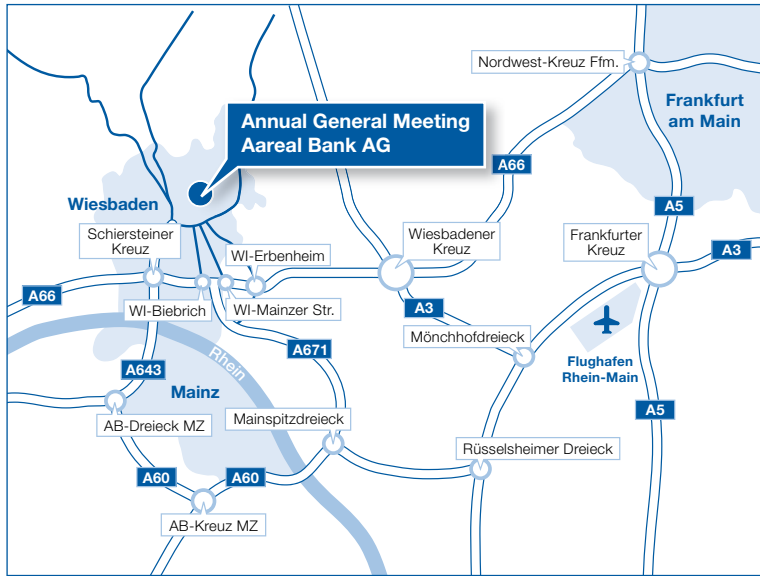 Nordwest-Kreuz Ffm.
Frankfurt
am Main
Annual General Meeting
Aareal Bank AG
A66
Wiesbaden
A5
Schiersteiner
Kreuz
Wiesbadener
Kreuz
Frankfurter
Kreuz
WI-Erbenheim
A3
A66
WI-Biebrich
WI-Mainzer Str.
A3
Mönchhofdreieck
Rhein
A671
Flughafen
Rhein-Main
A643
Mainz
A5
Mainspitzdreieck
AB-Dreieck MZ
Rüsselsheimer Dreieck
A60
A60
AB-Kreuz MZ